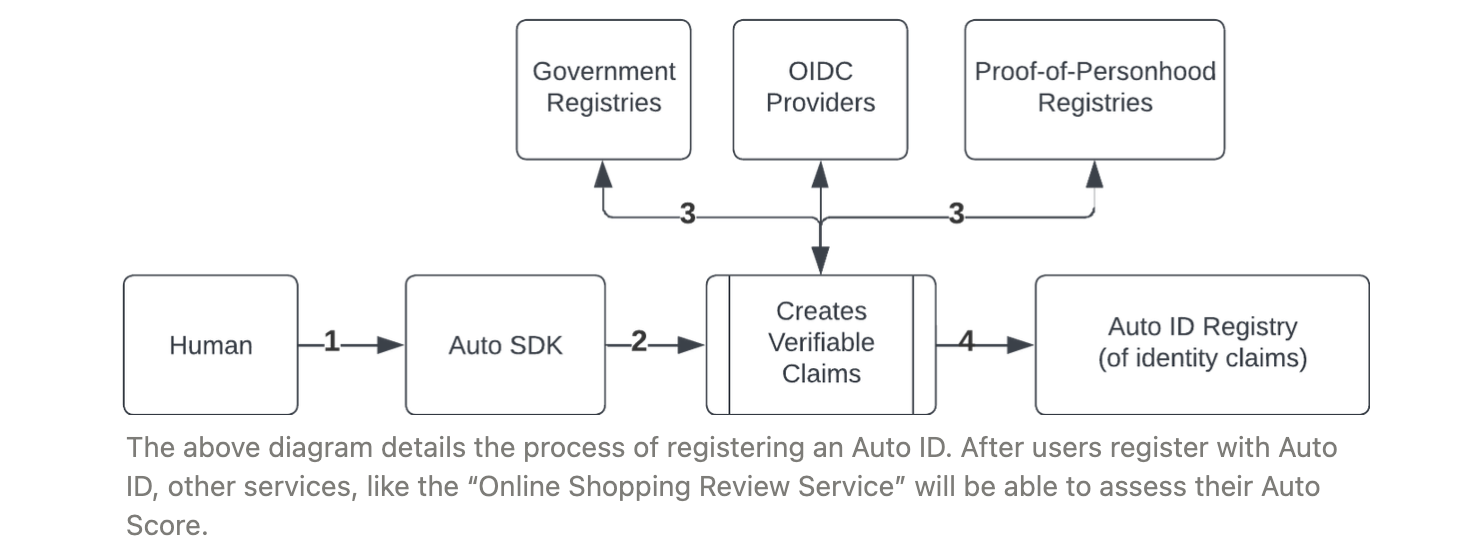 Government
Registries
OIDC
Providers
Proof-of-Personhood
Registries
3
3
Human
1
Auto SDK
2
Creates
Verifiable
Claims
4
Auto ID Registry
(of identity claims)
The above diagram details the process of registering an Auto ID. After users register with Auto
ID, other services, like the “Online Shopping Review Service” will be able to assess their Auto
Score.